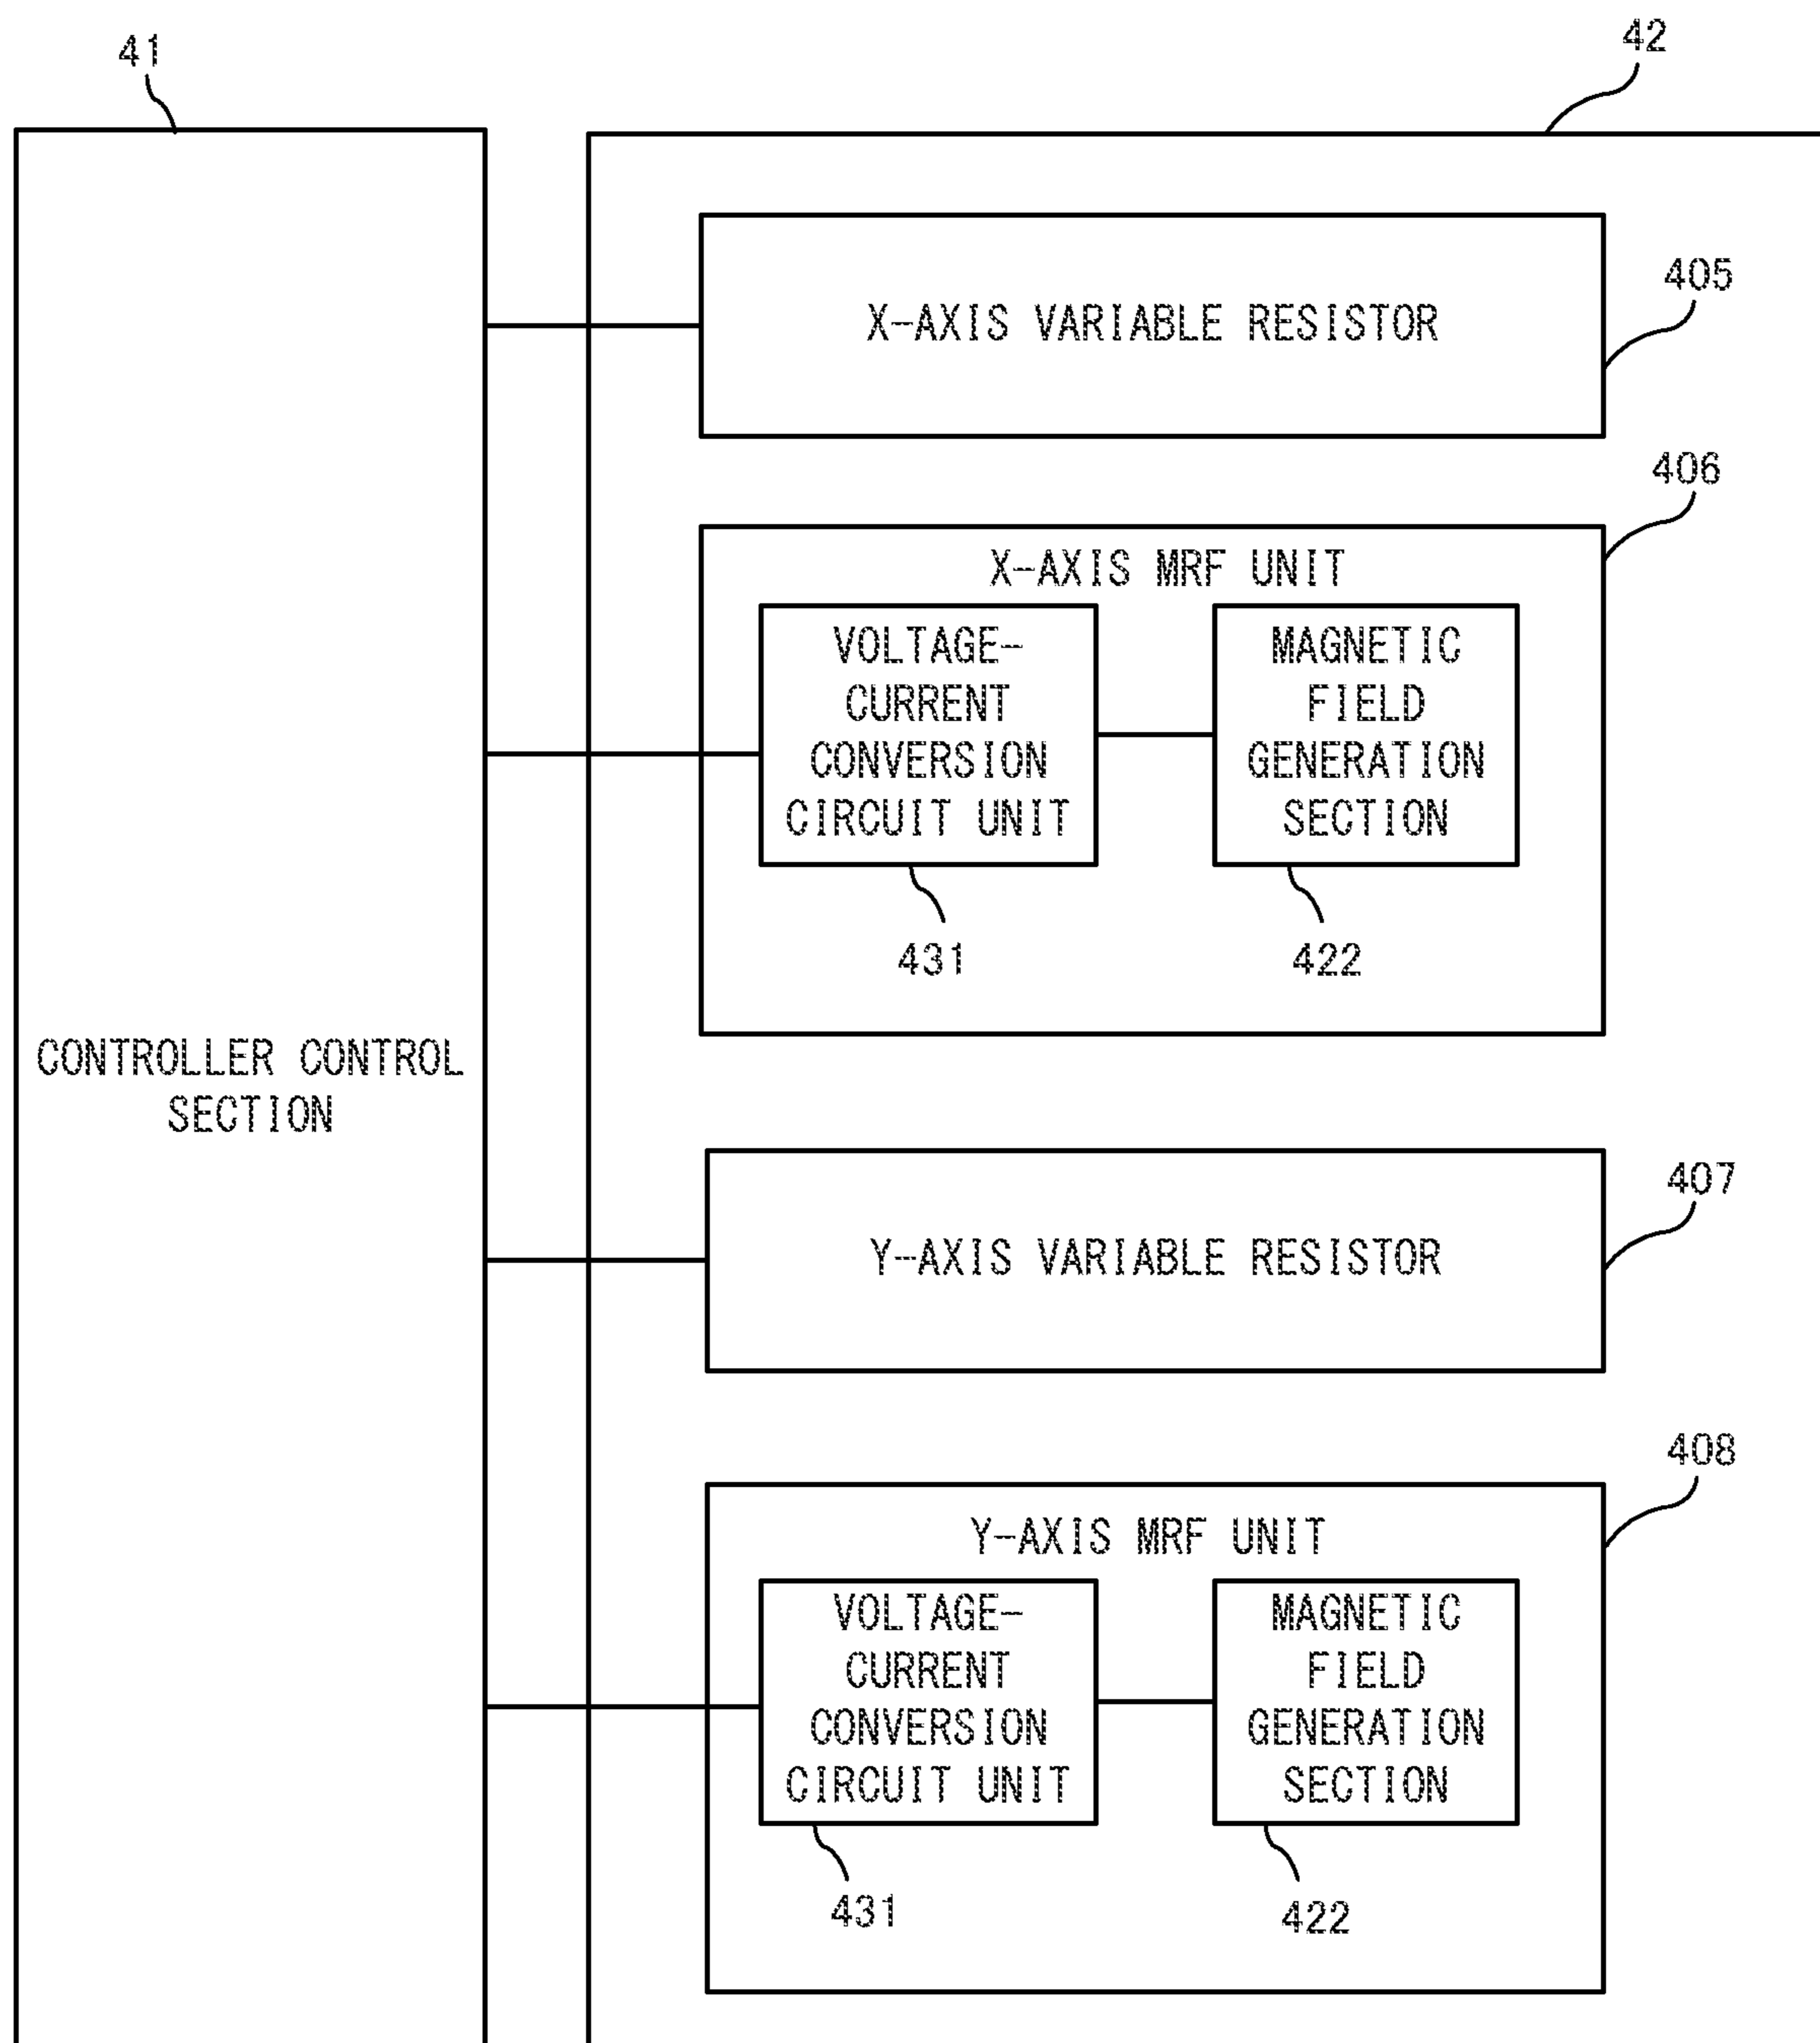 41
42
X-AXIS VARIABLE RESISTOR
405
406
X-AXIS MRF UNIT
VOLTAGE-
CURRENT
CONVERSION
CIRCUIT UNIT
MAGNETIC
FIELD
GENERATION
SECTION
431
422
CONTROLLER CONTROL
SECTION
407
Y-AXIS VARIABLE RESISTOR
408
Y-AXIS MRF UNIT
VOLTAGE-
CURRENT
CONVERSION
CIRCUIT UNIT
MAGNETIC
FIELD
GENERATION
SECTION
431
422